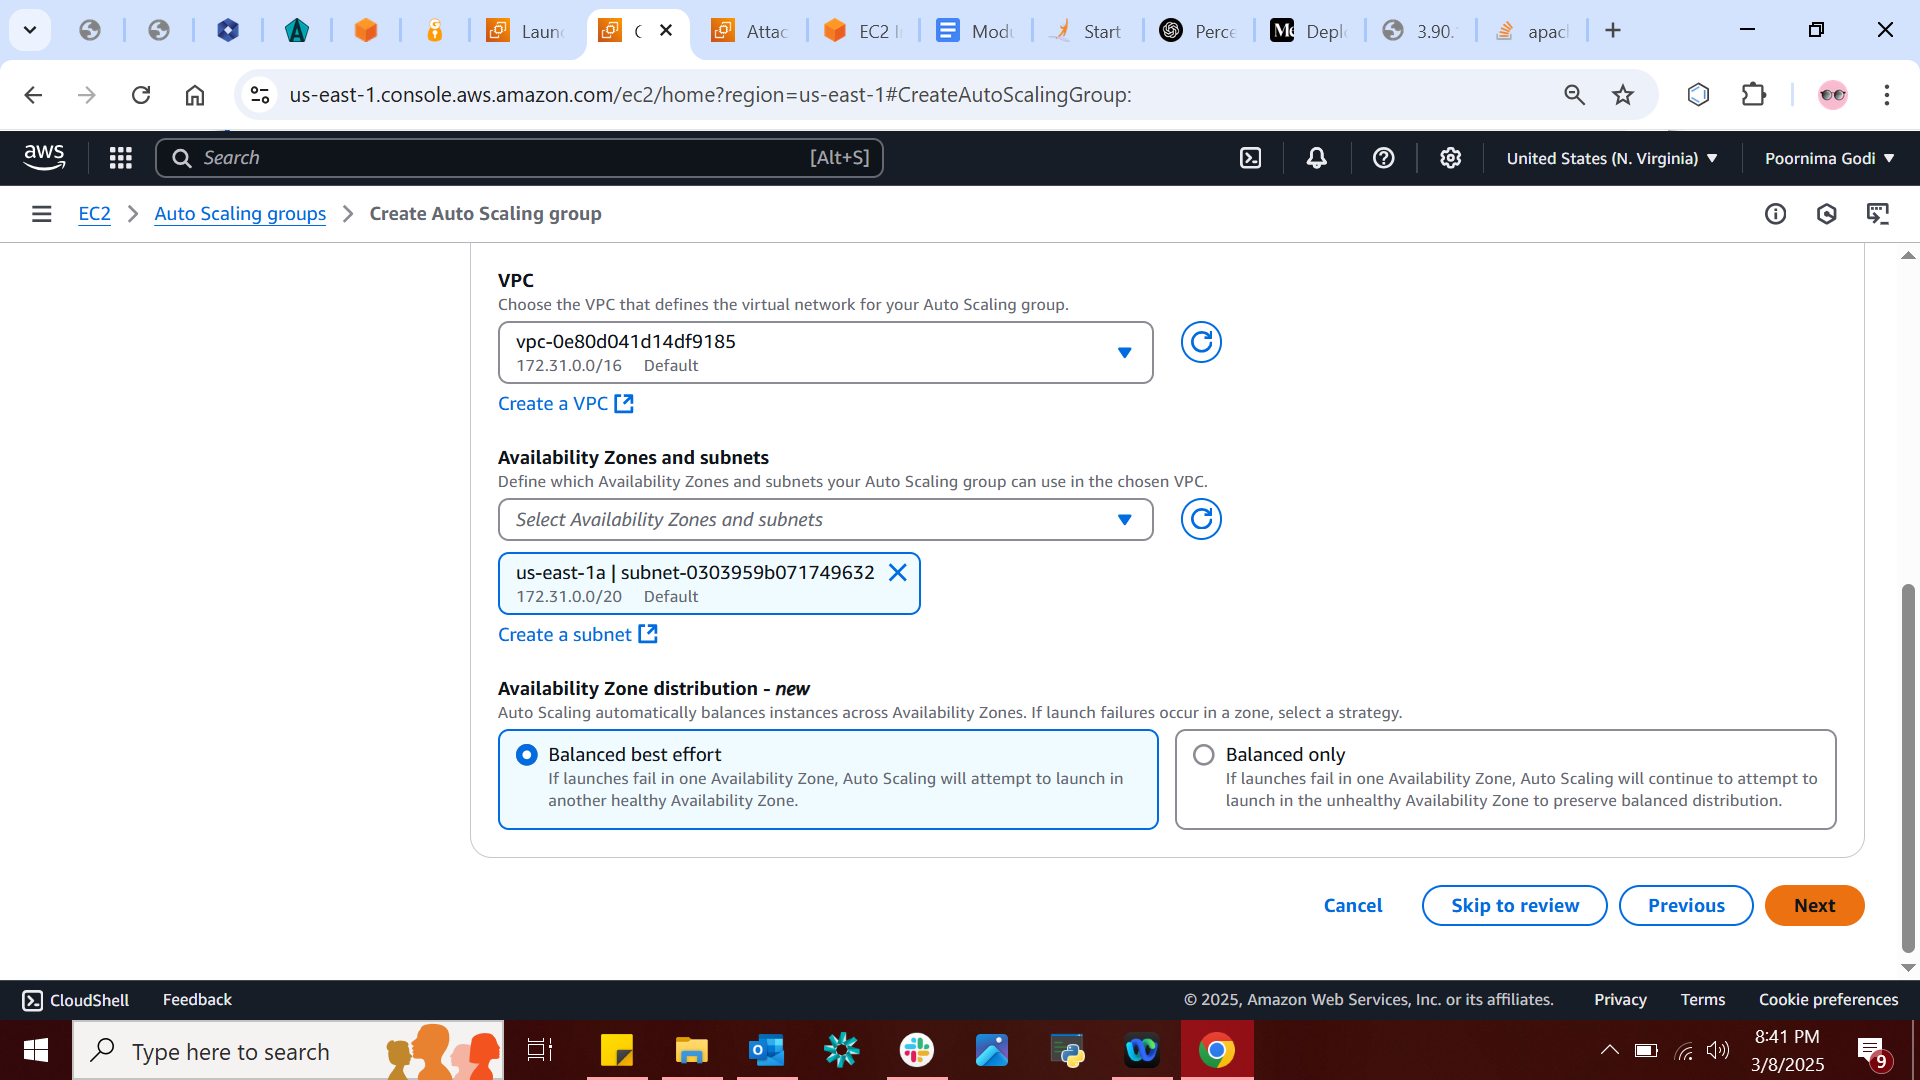 Laun
C
Attac
EC2 I
Modu
Start
Perce
Depl
3.90.
apac
us-east-1.console.aws.amazon.com/ec2/home?region=us-east-1#CreateAutoScalingGroup:
aws
Search
[Alt+S]
United States (N. Virginia)
Poornima Godi
EC2
Auto Scaling groups
Create Auto Scaling group
VPC
Choose the VPC that defines the virtual network for your Auto Scaling group.
vpc-0e80d041d14df9185
172.31.0.0/16 Default
Create a VPC
Availability Zones and subnets
Define which Availability Zones and subnets your Auto Scaling group can use in the chosen VPC.
Select Availability Zones and subnets
us-east-1a | subnet-0303959b071749632
172.31.0.0/20 Default
Create a subnet
Availability Zone distribution - new
Auto Scaling automatically balances instances across Availability Zones. If launch failures occur in a zone, select a strategy.
Balanced best effort
If launches fail in one Availability Zone, Auto Scaling will attempt to launch in
another healthy Availability Zone.
Balanced only
If launches fail in one Availability Zone, Auto Scaling will continue to attempt to
launch in the unhealthy Availability Zone to preserve balanced distribution.
Cancel
Skip to review
Previous
Next
CloudShell
Feedback
© 2025, Amazon Web Services, Inc. or its affiliates.
Privacy
Terms
Cookie preferences
Type here to search
8:41 PM
3/8/2025
9